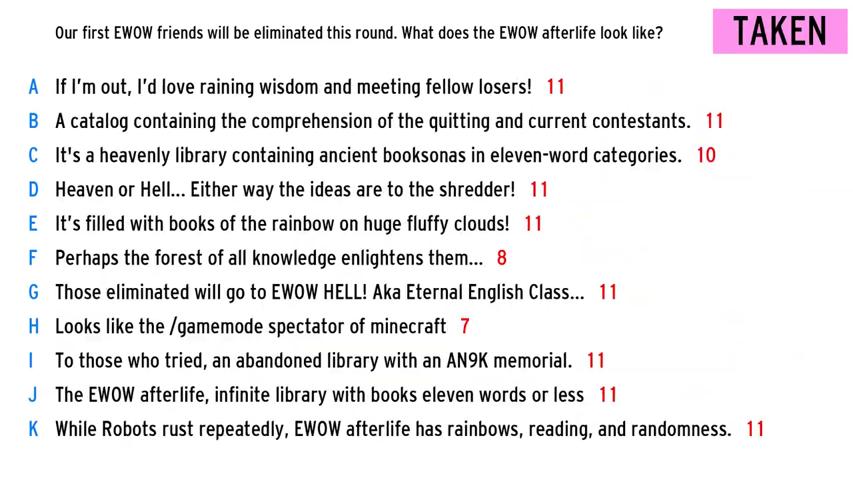 Our first EWOW friends will be eliminated this round. What does the EWOW afterlife look like?
TAKEN
A If I'm out, I'd love raining wisdom and meeting fellow losers! 11
B A catalog containing the comprehension of the quitting and current contestants. 11
C It's a heavenly library containing ancient booksonas in eleven-word categories. 10
D Heaven or Hell... Either way the ideas are to the shredder! 11
E It's filled with books of the rainbow on huge fluffy clouds! 11
F Perhaps the forest of all knowledge enlightens them... 8
G Those eliminated will go to EWOW HELL! Aka Eternal English Class... 11
H Looks like the /gamemode spectator of minecraft 7
I To those who tried, an abandoned library with an AN9K memorial. 11
J The EWOW afterlife, infinite library with books eleven words or less 11
K While Robots rust repeatedly, EWOW afterlife has rainbows, reading, and randomness. 11